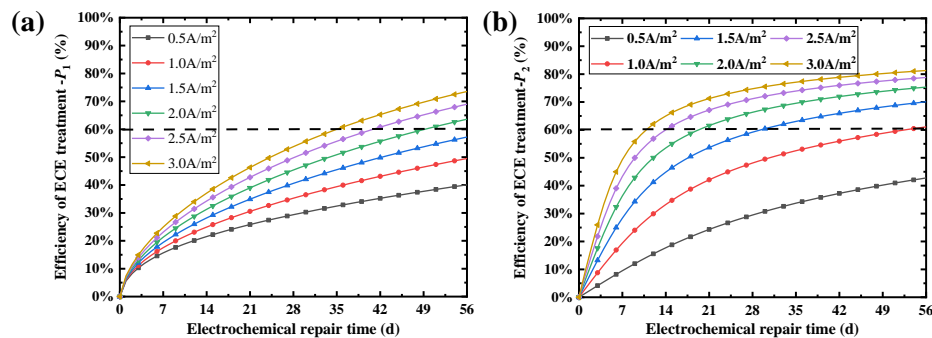 (a)
Efficiency of ECE treatment -P₁ (%)
100%
90%
80%
70%
60%
50%
40%
30%
20%
10%
0%
0.5A/m²
1.0A/m²
1.5A/m²
2.0A/m²
2.5A/m²
3.0A/m²
0 7 14 21 28 35 42 49 56
Electrochemical repair time (d)
(b)
Efficiency of ECE treatment-P₂ (%)
100%
90%
80%
70%
60%
50%
40%
30%
20%
10%
0%
0.5A/m² 1.5A/m² 2.5A/m²
1.0A/m² 2.0A/m² 3.0A/m²
0 7 14 21 28 35 42 49 56
Electrochemical repair time (d)